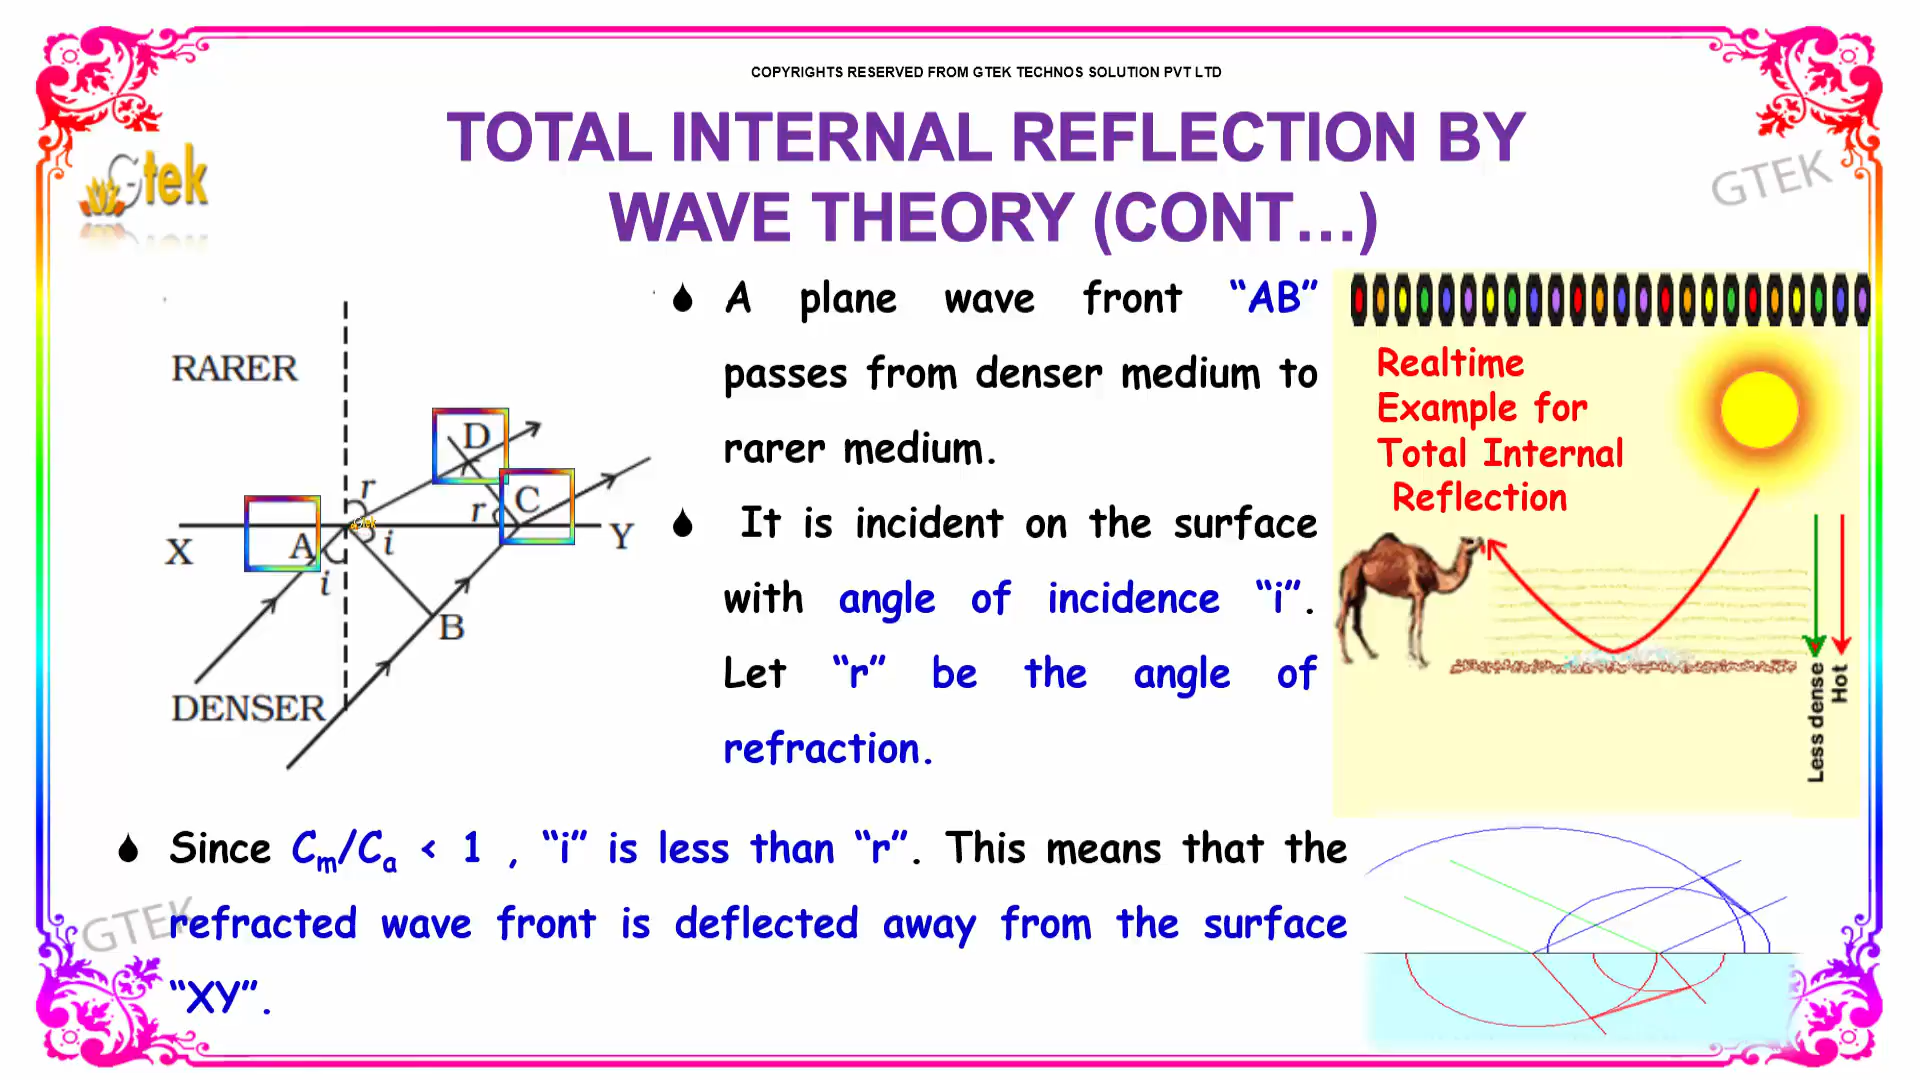 COPYRIGHTS RESERVED FROM GTEK TECHNOS SOLUTION PVT LTD
TOTAL INTERNAL REFLECTION BY
WAVE THEORY (CONT...)
Gtek
GTEK
RARER
D
r
r
C
X
A
i
Y
i
B
DENSER
A plane wave front “AB”
passes from denser medium to
rarer medium.
It is incident on the surface
with angle of incidence “i”.
Let “r” be the angle of
refraction.
Realtime
Example for
Total Internal
Reflection
Less dense
Hot
Since Cm/Ca < 1 , “i” is less than “r”. This means that the
refracted wave front is deflected away from the surface
“XY”.
GTEK